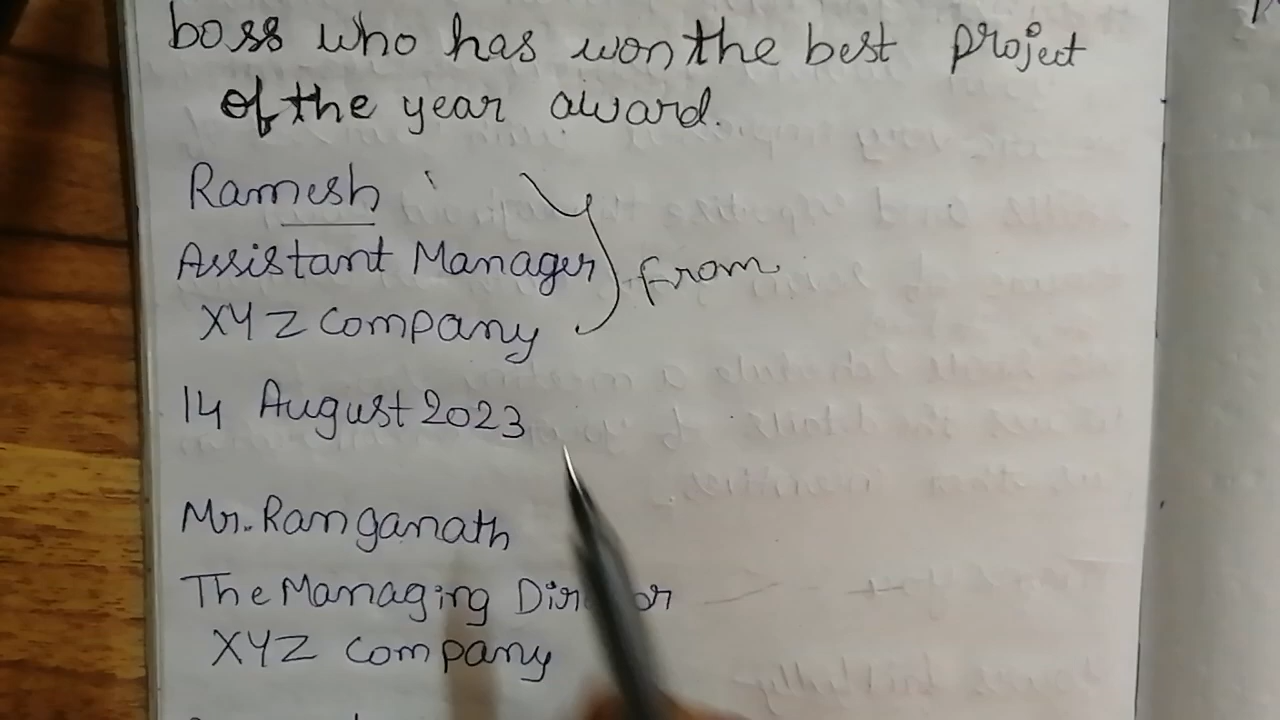 boss who has won the best project
of the year award.
Ramesh
Assistant Manager
from
XYZ company
14 August 2023
Mr. Ranganath
The Managing Director
XYZ company